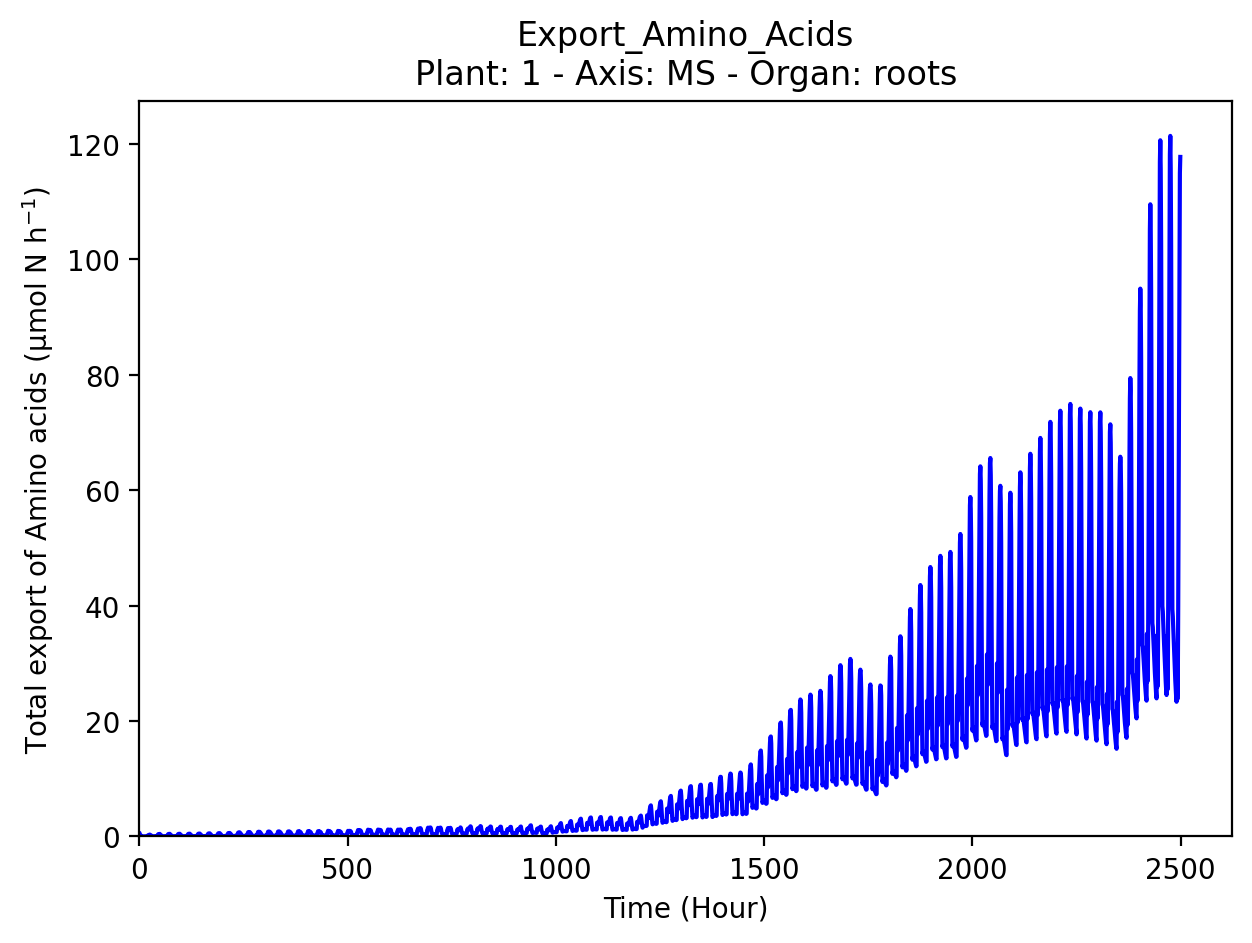 Export_Amino_Acids
Plant: 1 - Axis: MS - Organ: roots
Total export of Amino acids (µmol N h⁻¹)
120
100
80
60
40
20
0
0 500 1000 1500 2000 2500
Time (Hour)